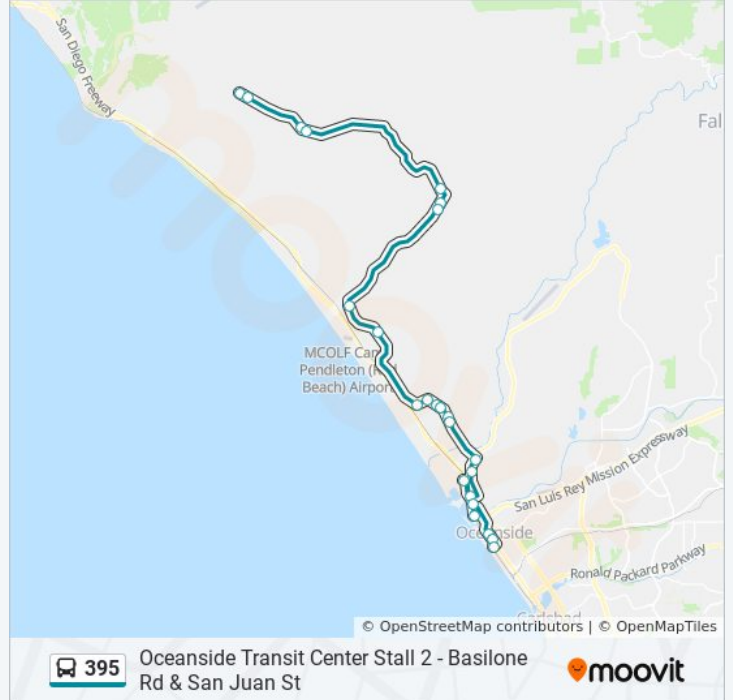 San Diego Freeway
Fal
MCOLF Cam
Pendleton (R d
Beach) Airport
San Luis Rey Mission Expressway
Oceanside
Ronald Packard Parkway
Carlsbad
© OpenStreetMap contributors | © OpenMapTiles
395
Oceanside Transit Center Stall 2 - Basilone
Rd & San Juan St
moovit